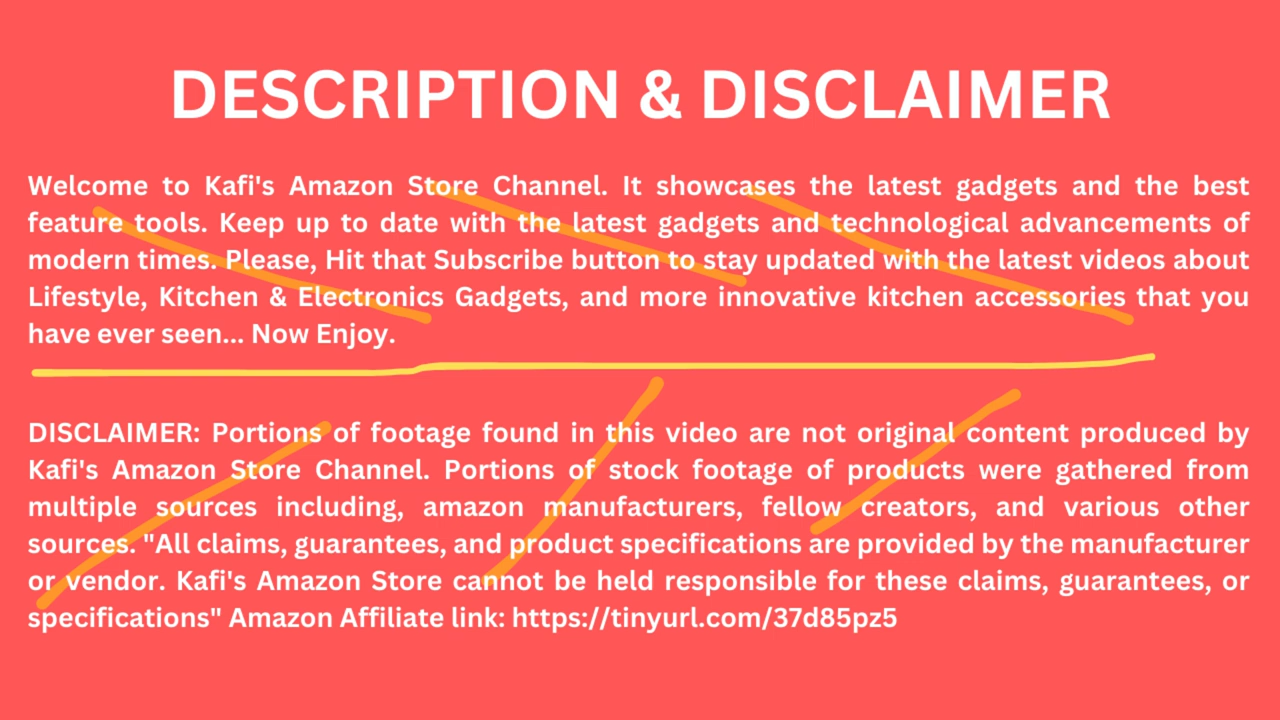 DESCRIPTION & DISCLAIMER
Welcome to Kafi's Amazon Store Channel. It showcases the latest gadgets and the best
feature tools. Keep up to date with the latest gadgets and technological advancements of
modern times. Please, Hit that Subscribe button to stay updated with the latest videos about
Lifestyle, Kitchen & Electronics Gadgets, and more innovative kitchen accessories that you
have ever seen... Now Enjoy.
DISCLAIMER: Portions of footage found in this video are not original content produced by
Kafi's Amazon Store Channel. Portions of stock footage of products were gathered from
multiple sources including, amazon manufacturers, fellow creators, and various other
sources. "All claims, guarantees, and product specifications are provided by the manufacturer
or vendor. Kafi's Amazon Store cannot be held responsible for these claims, guarantees, or
specifications" Amazon Affiliate link: https://tinyurl.com/37d85pz5